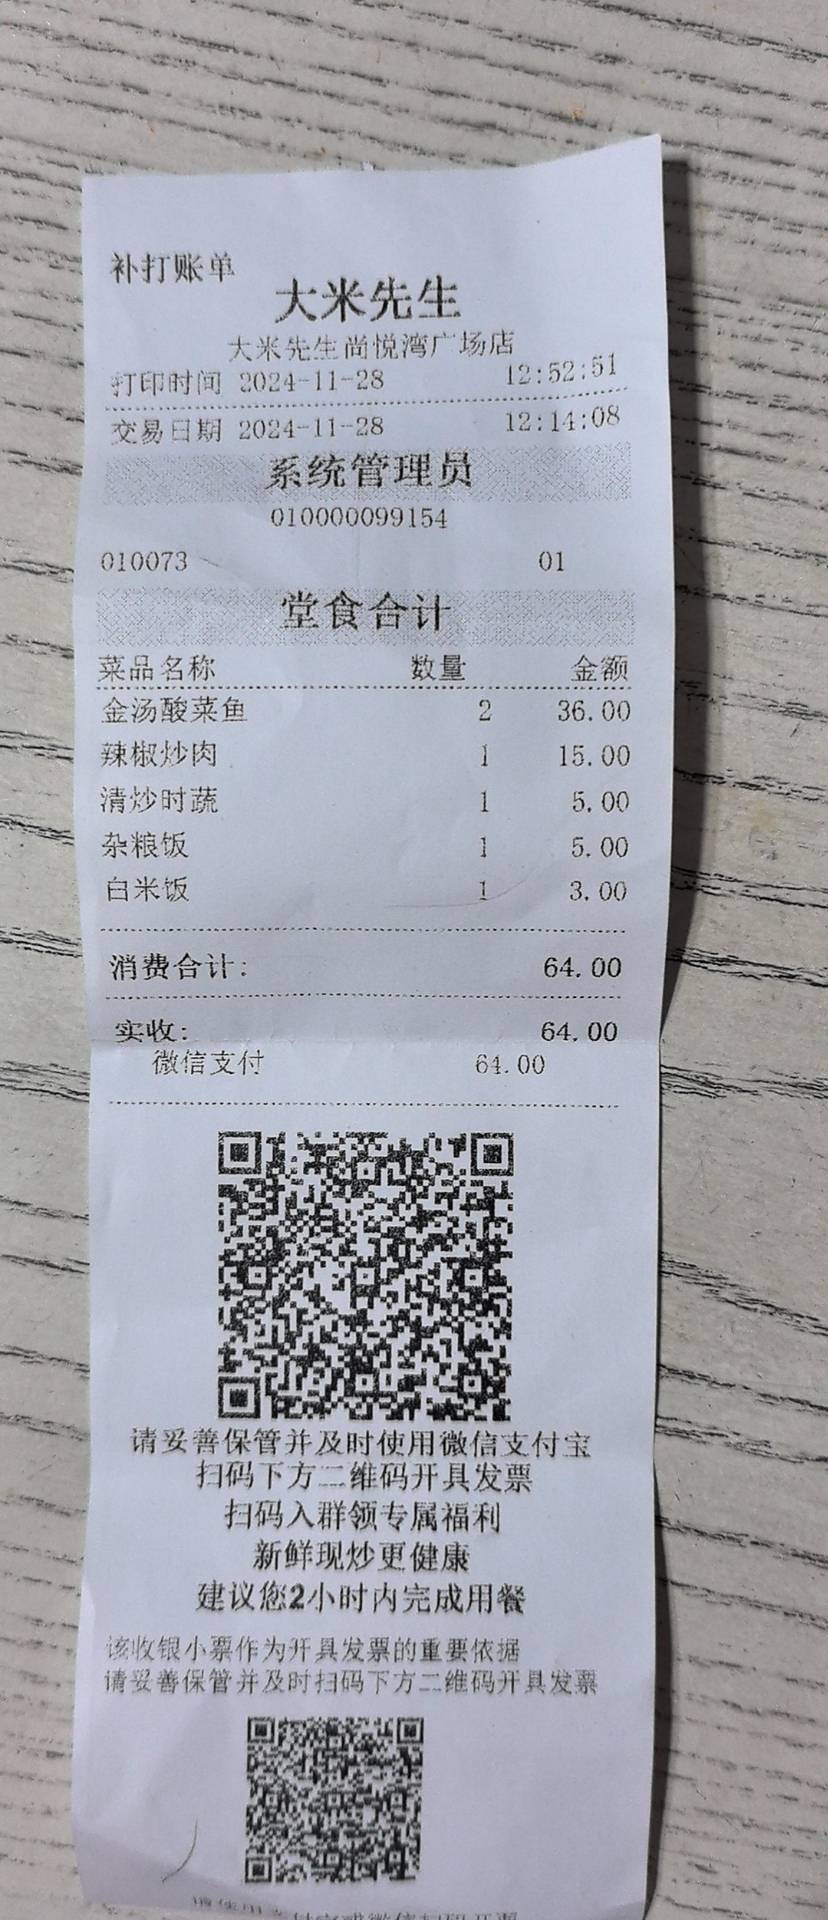 补打账单
大米先生
大米先生尚悦湾广场店
打印时间 2024-11-28 12:52:51
交易日期 2024-11-28 12:14:08
系统管理员
010000099154
010073 01
堂食合计
菜品名称 数量 金额
金汤酸菜鱼 2 36.00
辣椒炒肉 1 15.00
清炒时蔬 1 5.00
杂粮饭 1 5.00
白米饭 1 3.00
消费合计: 64.00
实收: 64.00
微信支付 64.00
请妥善保管并及时使用微信支付宝
扫码下方二维码开具发票
扫码入群领专属福利
新鲜现炒更健康
建议您2小时内完成用餐
该收银小票作为开具发票的重要依据
请妥善保管并及时扫码下方二维码开具发票